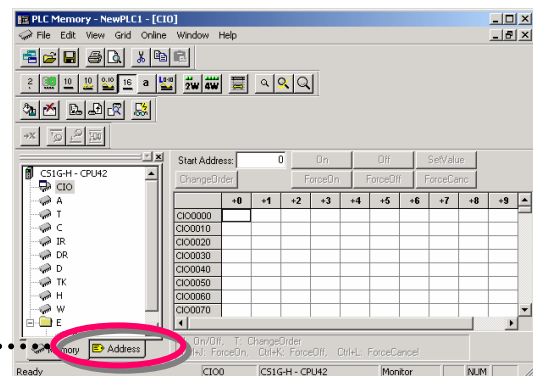 PLC Memory - NewPLC1 - [CIO]
File Edit View Grid Online Window Help
2 10 10 0.10 16 a 2W 4W
CS1G-H - CPU42
CIO
A
T
C
IR
DR
D
TK
H
W
E
Address
Start Address: 0 On Off SetValue
ChangeOrder ForceOn ForceOff ForceCanc
+0 +1 +2 +3 +4 +5 +6 +7 +8 +9
CIO0000
CIO0010
CIO0020
CIO0030
CIO0040
CIO0050
CIO0060
CIO0070
On/Off, T: ChangeOrder
ForceOn, Ctrl+K: ForceOff, Ctrl+L: ForceCancel
Ready CIO0 CS1G-H - CPU42 Monitor NUM